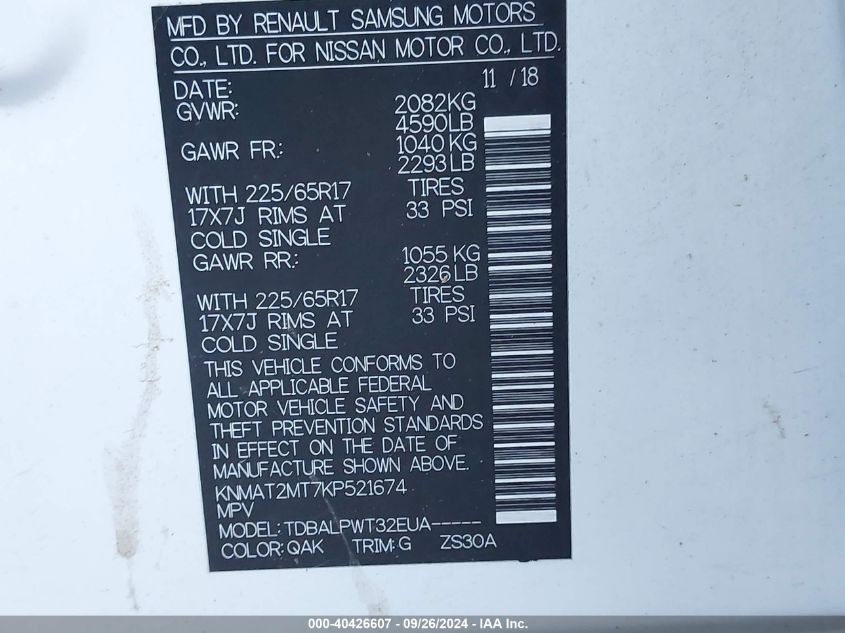 MFD BY RENAULT SAMSUNG MOTORS
CO., LTD. FOR NISSAN MOTOR CO., LTD.
DATE: 11 / 18
GVWR: 2082KG
4590LB
GAWR FR.: 1040 KG
2293LB
WITH 225/65R17 TIRES
17X7J RIMS AT 33 PSI
COLD SINGLE
GAWR RR.: 1055 KG
2326LB
WITH 225/65R17 TIRES
17X7J RIMS AT 33 PSI
COLD SINGLE
THIS VEHICLE CONFORMS TO
ALL APPLICABLE FEDERAL
MOTOR VEHICLE SAFETY AND
THEFT PREVENTION STANDARDS
IN EFFECT ON THE DATE OF
MANUFACTURE SHOWN ABOVE.
KNMAT2MT7KP521674
MPV
MODEL: TDBALPWT32EUA-----
COLOR: QAK TRIM: G ZS30A
000-40426607 - 09/26/2024 - IAA Inc.